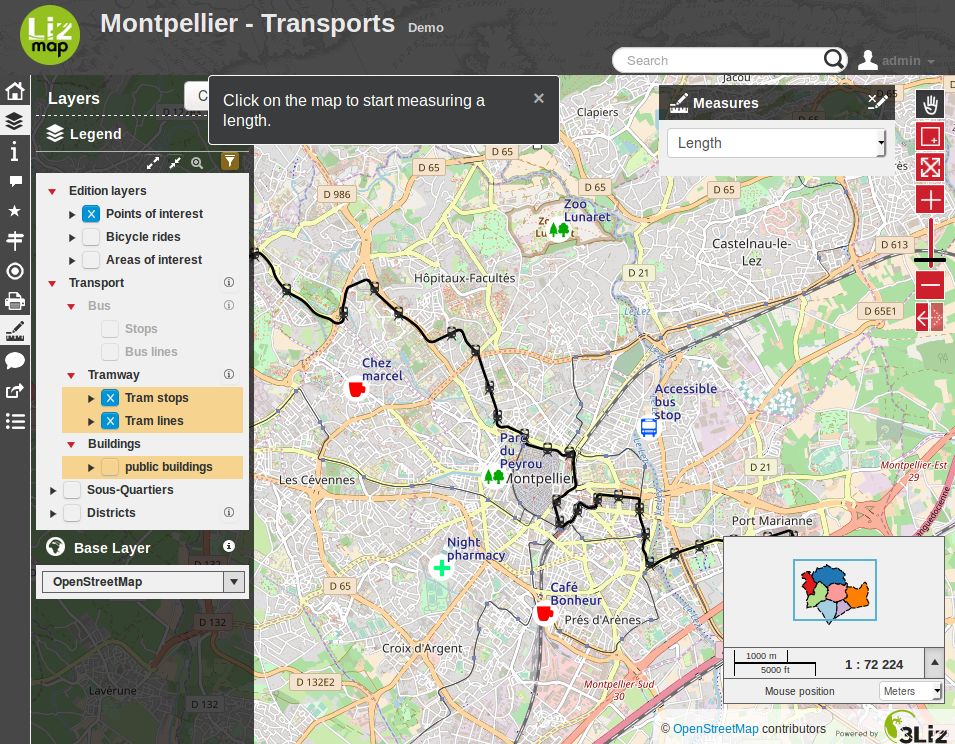 Liz
map
Montpellier - Transports Demo
Search
admin
Layers
Click on the map to start measuring a
length.
×
Measures
Length
Legend
Edition layers
Points of interest
Bicycle rides
Areas of interest
Transport
Bus
Stops
Bus lines
Tramway
Tram stops
Tram lines
Buildings
public buildings
Sous-Quartiers
Districts
Base Layer
OpenStreetMap
Jacou
Clapiers
D 65
D 65
D 986
D 65
D 65
Zoo
Lunaret
Castelnau-le-
Lez
D 613
D 21
Hôpitaux-Facultés
Le Lez
D 65E1
Chez
marcel
Accessible
bus
stop
Parc
du
Peyrou
Montpellier
Les Cévennes
D 21
Montpellier-Est
29
Port Marianne
Night
pharmacy
D 65
Café
Bonheur
Prés d'Arènes
Croix d'Argent
D 132
D 132E2
Lavérune
D 132
Montpellier-Sud
30
1000 m
5000 ft
1 : 72 224
Mouse position
Meters
© OpenStreetMap contributors
Powered by 3Liz